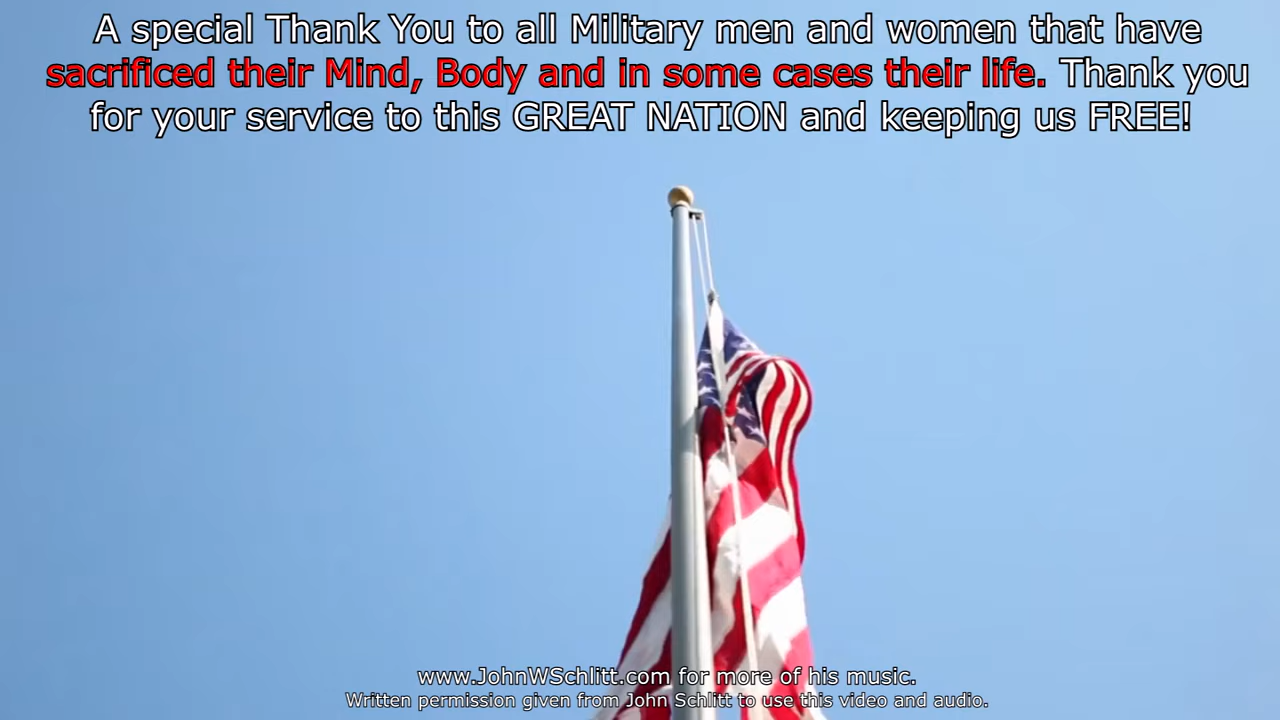 A special Thank You to all Military men and women that have
sacrificed their Mind, Body and in some cases their life. Thank you
for your service to this GREAT NATION and keeping us FREE!
www.JohnWSchlitt.com for more of his music.
Written permission given from John Schlitt to use this video and audio.